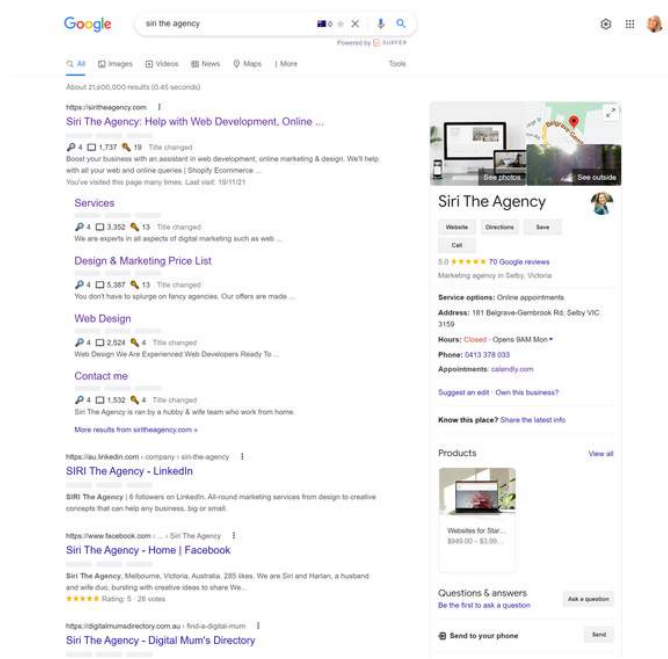 Google
siri the agency
0
Powered by SURFER
All Images Videos News Maps More
Tools
About 21,600,000 results (0.45 seconds)
https://siritheagency.com
Siri The Agency: Help with Web Development, Online ...
4 1,737 19 Title changed
Boost your business with an assistant in web development, online marketing & design. We'll help
with all your web and online queries | Shopify Ecommerce ...
You've visited this page many times. Last visit: 19/11/21
Services
4 3,352 13 Title changed
We are experts in all aspects of digital marketing such as web ...
Design & Marketing Price List
4 5,387 13 Title changed
You don't have to splurge on fancy agencies. Our offers are made ...
Web Design
4 2,524 4 Title changed
Web Design We Are Experienced Web Developers Ready To ...
Contact me
4 1,532 4 Title changed
Siri The Agency is ran by a hubby & wife team who work from home.
More results from siritheagency.com »
https://au.linkedin.com › company › siri-the-agency
SIRI The Agency - LinkedIn
SIRI The Agency | 6 followers on LinkedIn. All-round marketing services from design to creative
concepts that can help any business, big or small.
https://www.facebook.com › ... › Siri The Agency
Siri The Agency - Home | Facebook
Siri The Agency, Melbourne, Victoria, Australia. 285 likes. We are Siri and Harlan, a husband
and wife duo, bursting with creative ideas to share We...
Rating: 5 · 26 votes
https://digitalmumsdirectory.com.au › find-a-digital-mum
Siri The Agency - Digital Mum's Directory
See photos
See outside
Siri The Agency
Website Directions Save
Call
5.0 ★★★★★ 70 Google reviews
Marketing agency in Selby, Victoria
Service options: Online appointments
Address: 181 Belgrave-Gembrook Rd, Selby VIC
3159
Hours: Closed · Opens 9AM Mon
Phone: 0413 378 033
Appointments: calendly.com
Suggest an edit · Own this business?
Know this place? Share the latest info
Products
View all
Websites for Star...
$949.00 – $3,99...
Questions & answers
Be the first to ask a question
Ask a question
Send to your phone
Send